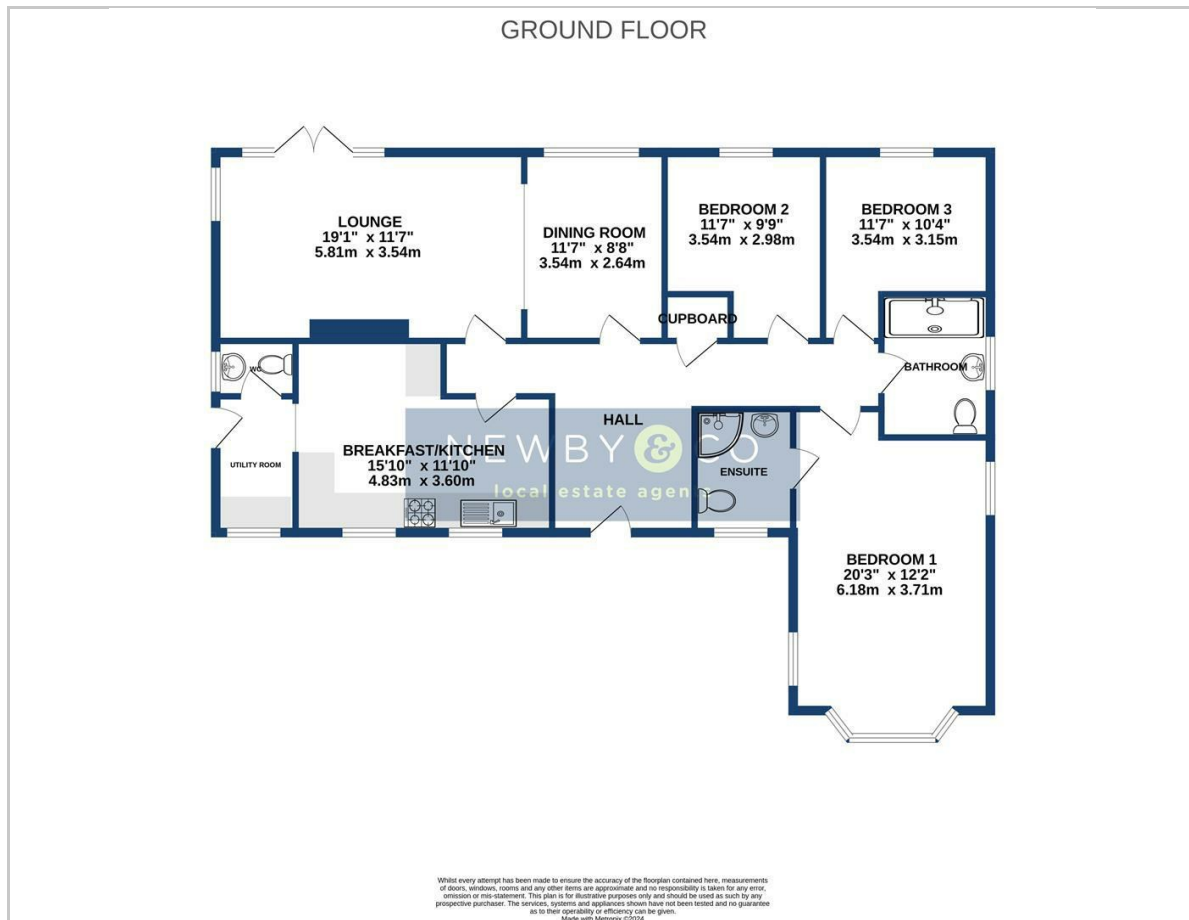 GROUND FLOOR
LOUNGE
19'1" x 11'7"
5.81m x 3.54m
DINING ROOM
11'7" x 8'8"
3.54m x 2.64m
BEDROOM 2
11'7" x 9'9"
3.54m x 2.98m
BEDROOM 3
11'7" x 10'4"
3.54m x 3.15m
CUPBOARD
WC
BATHROOM
HALL
UTILITY ROOM
BREAKFAST/KITCHEN
15'10" x 11'10"
4.83m x 3.60m
NEWBY & CO
local estate agents
ENSUITE
BEDROOM 1
20'3" x 12'2"
6.18m x 3.71m
Whilst every attempt has been made to ensure the accuracy of the floorplan contained here, measurements
of doors, windows, rooms and any other items are approximate and no responsibility is taken for any error,
omission or mis-statement. This plan is for illustrative purposes only and should be used as such by any
prospective purchaser. The services, systems and appliances shown have not been tested and no guarantee
as to their operability or efficiency can be given.
Made with Metropix ©2024